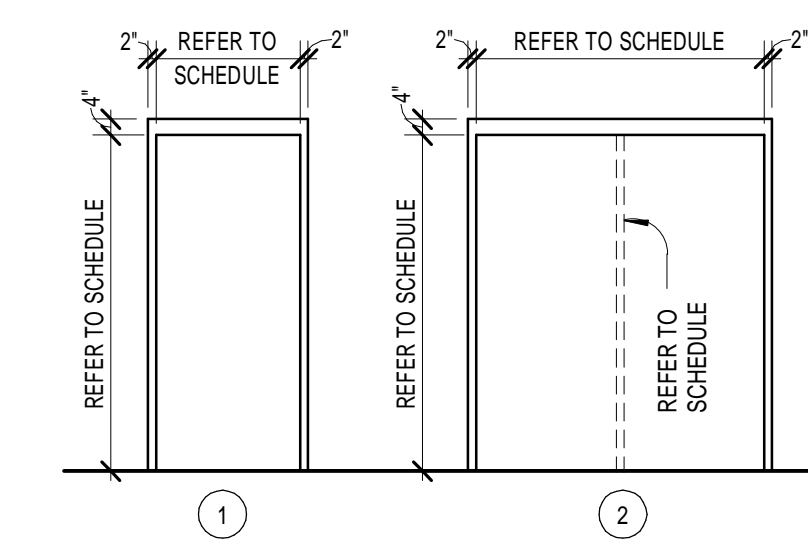 2"
REFER TO
SCHEDULE
2"
4"
REFER TO SCHEDULE
1
2"
REFER TO SCHEDULE
2"
4"
REFER TO SCHEDULE
REFER TO
SCHEDULE
2